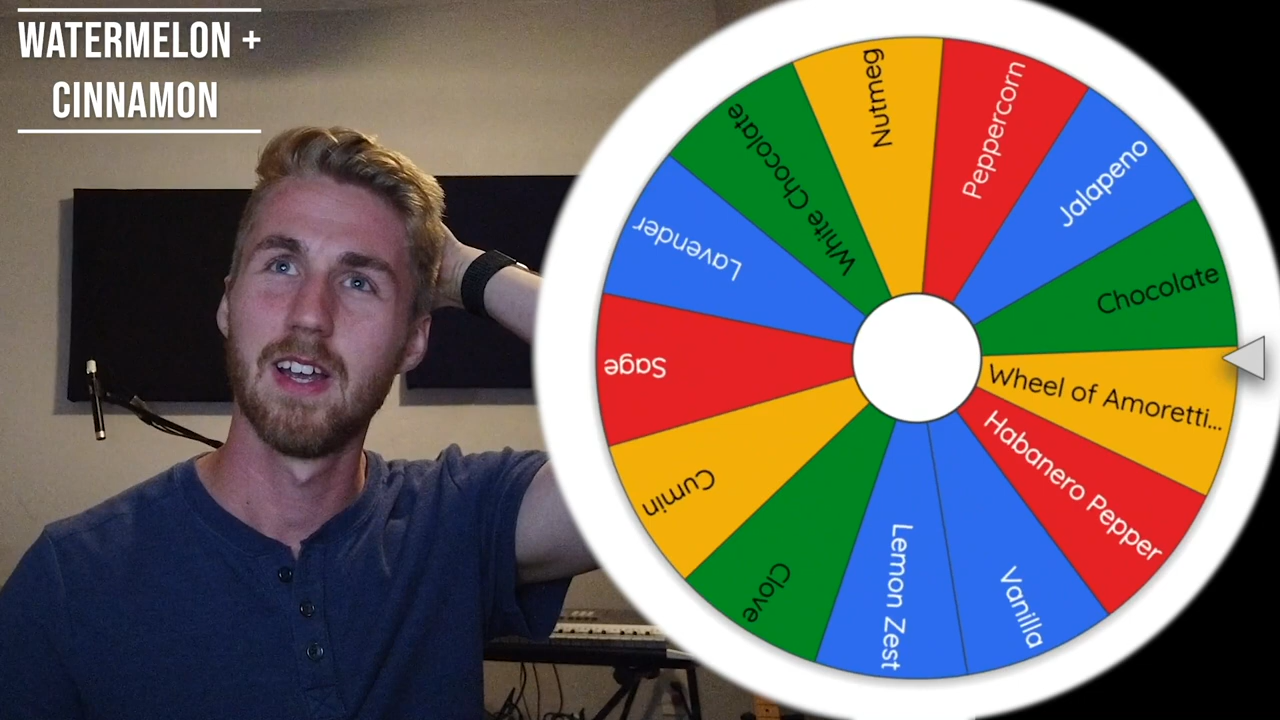 WATERMELON +
CINNAMON
Nutmeg
Peppercorn
Jalapeno
Chocolate
Wheel of Amoretti...
Habanero Pepper
Vanilla
Lemon Zest
Clove
Cumin
Sage
Lavender
White Chocolate